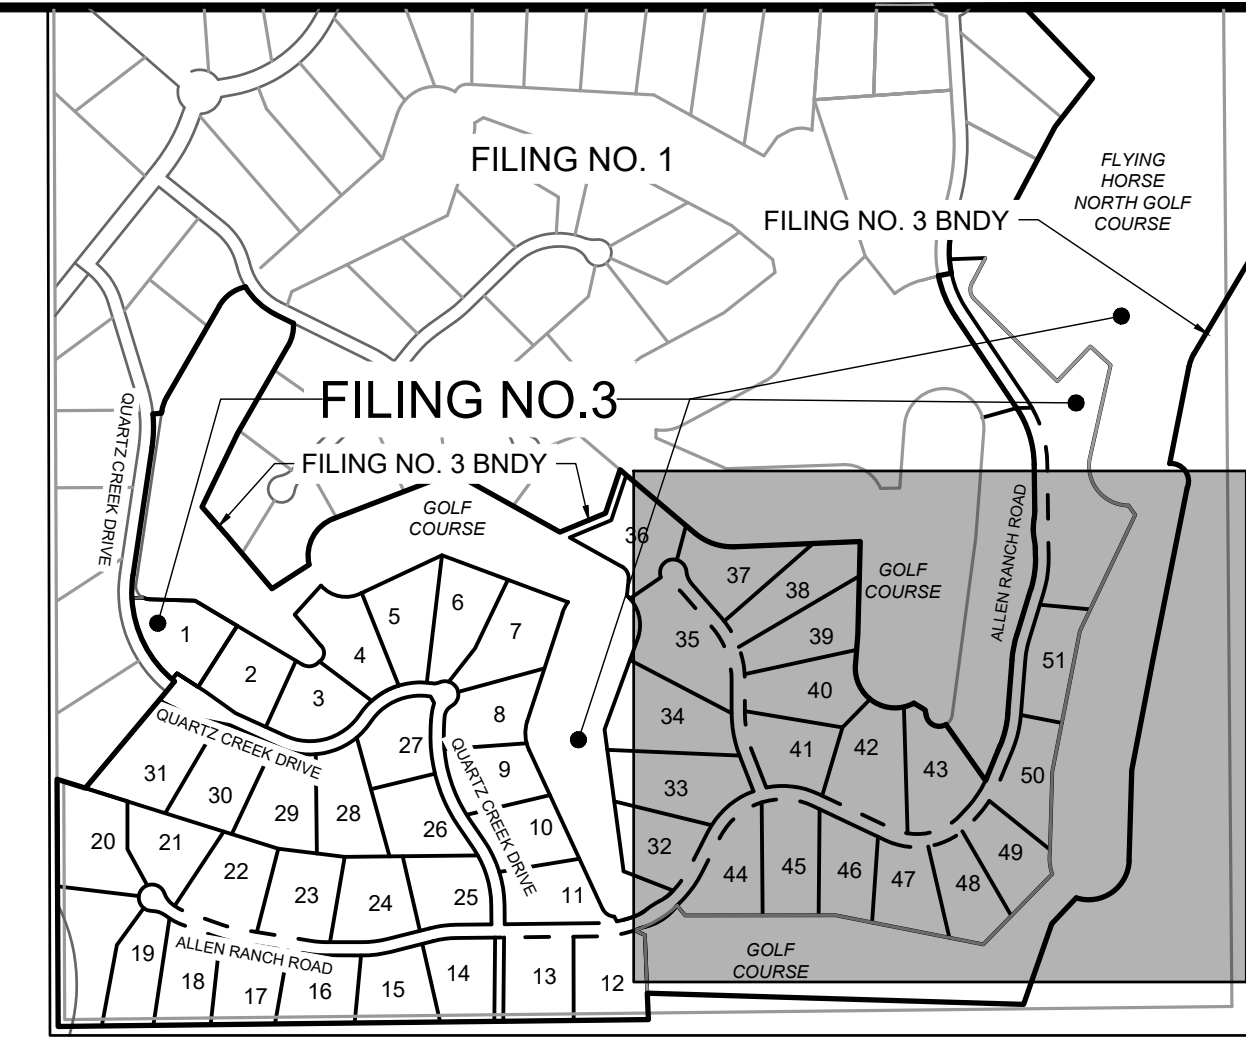 FILING NO. 1
FLYING
HORSE
NORTH GOLF
COURSE
FILING NO. 3 BNDY
FILING NO.3
QUARTZ CREEK DRIVE
FILING NO. 3 BNDY
GOLF
COURSE
ALLEN RANCH ROAD
36
37
38
GOLF
COURSE
5
6
7
35
39
1
4
51
2
3
40
8
34
QUARTZ CREEK DRIVE
27
QUARTZ CREEK DRIVE
41
42
43
31
9
33
50
30
29
28
26
10
20
21
32
49
22
44
45
46
47
48
23
24
25
11
ALLEN RANCH ROAD
19
18
17
16
15
14
13
12
GOLF
COURSE